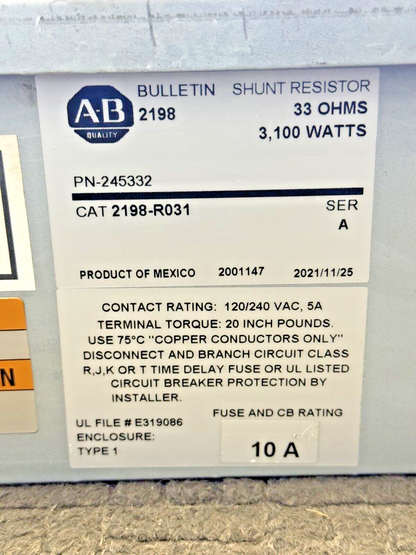 A-B
QUALITY
BULLETIN
2198
SHUNT RESISTOR
33 OHMS
3,100 WATTS
PN-245332
CAT 2198-R031
SER
A
PRODUCT OF MEXICO 2001147 2021/11/25
CONTACT RATING: 120/240 VAC, 5A
TERMINAL TORQUE: 20 INCH POUNDS.
USE 75°C "COPPER CONDUCTORS ONLY"
DISCONNECT AND BRANCH CIRCUIT CLASS
R,J,K OR T TIME DELAY FUSE OR UL LISTED
CIRCUIT BREAKER PROTECTION BY
INSTALLER.
FUSE AND CB RATING
10 A
UL FILE # E319086
ENCLOSURE:
TYPE 1
N